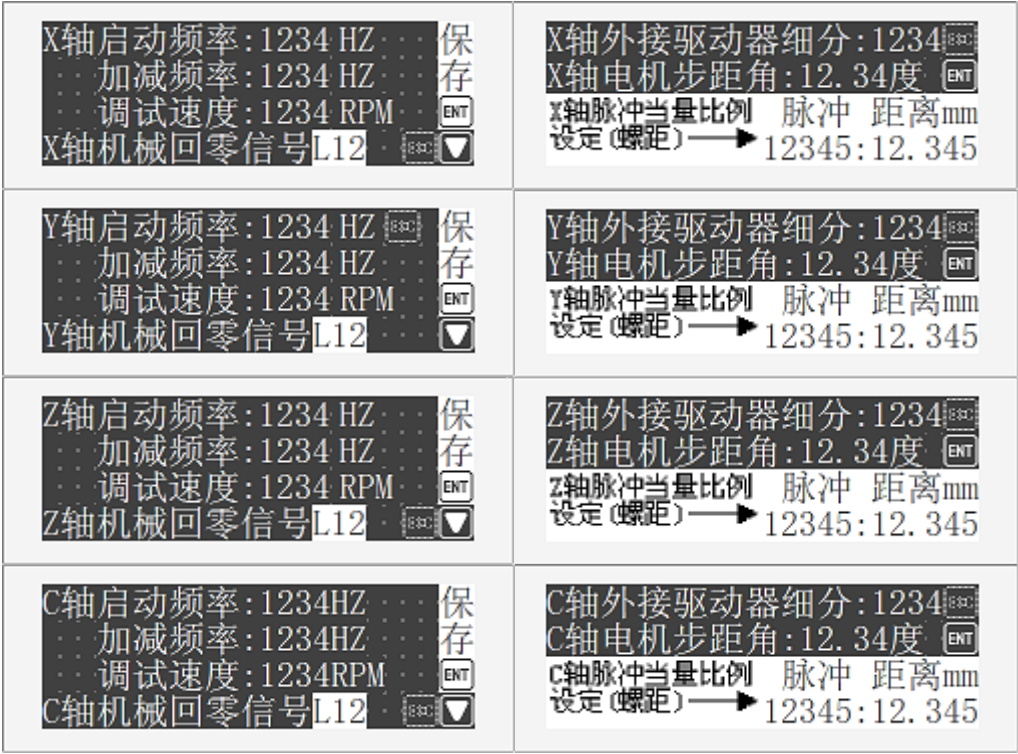 X轴启动频率:1234 HZ 保
加减频率:1234 HZ 存
调试速度:1234 RPM ENT
X轴机械回零信号L12 ESC
X轴外接驱动器细分:1234 ESC
X轴电机步距角:12.34度 ENT
X轴脉冲当量比例 脉冲 距离mm
设定(螺距) 12345:12.345
Y轴启动频率:1234 HZ ESC 保
加减频率:1234 HZ 存
调试速度:1234 RPM ENT
Y轴机械回零信号L12
Y轴外接驱动器细分:1234 ESC
Y轴电机步距角:12.34度 ENT
Y轴脉冲当量比例 脉冲 距离mm
设定(螺距) 12345:12.345
Z轴启动频率:1234 HZ 保
加减频率:1234 HZ 存
调试速度:1234 RPM ENT
Z轴机械回零信号L12 ESC
Z轴外接驱动器细分:1234 ESC
Z轴电机步距角:12.34度 ENT
Z轴脉冲当量比例 脉冲 距离mm
设定(螺距) 12345:12.345
C轴启动频率:1234HZ 保
加减频率:1234HZ 存
调试速度:1234RPM ENT
C轴机械回零信号L12 ESC
C轴外接驱动器细分:1234 ESC
C轴电机步距角:12.34度 ENT
C轴脉冲当量比例 脉冲 距离mm
设定(螺距) 12345:12.345